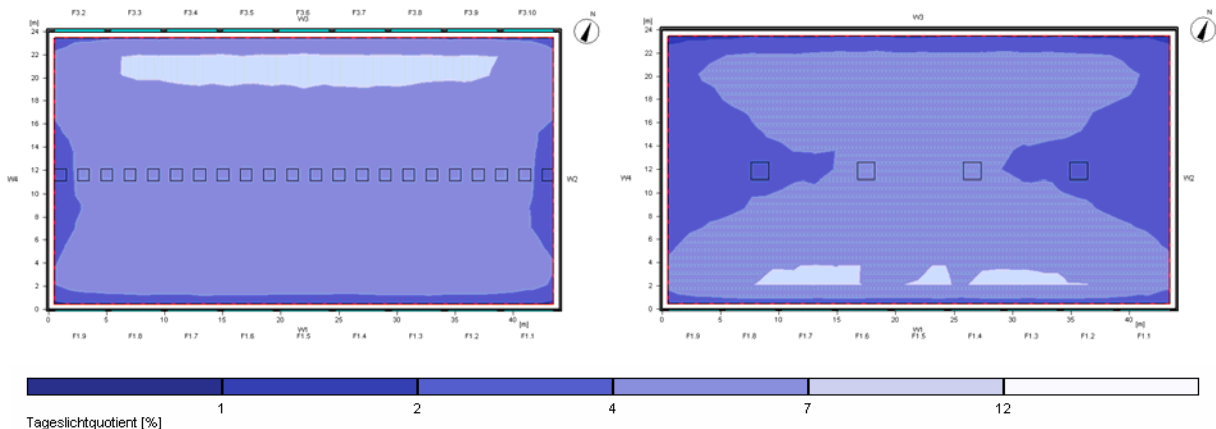 W3
[m] F3.2 F3.3 F3.4 F3.5 F3.6 F3.7 F3.8 F3.9 F3.10 N
24
22
20
18
16
14
W4 12 W2
10
8
6
4
2
0
0 5 10 15 20 25 30 35 40 [m]
W1
F1.9 F1.8 F1.7 F1.6 F1.5 F1.4 F1.3 F1.2 F1.1
W3
[m] N
24
22
20
18
16
14
W4 12 W2
10
8
6
4
2
0
0 5 10 15 20 25 30 35 40 [m]
W1
F1.9 F1.8 F1.7 F1.6 F1.5 F1.4 F1.3 F1.2 F1.1
1 2 4 7 12
Tageslichtquotient [%]